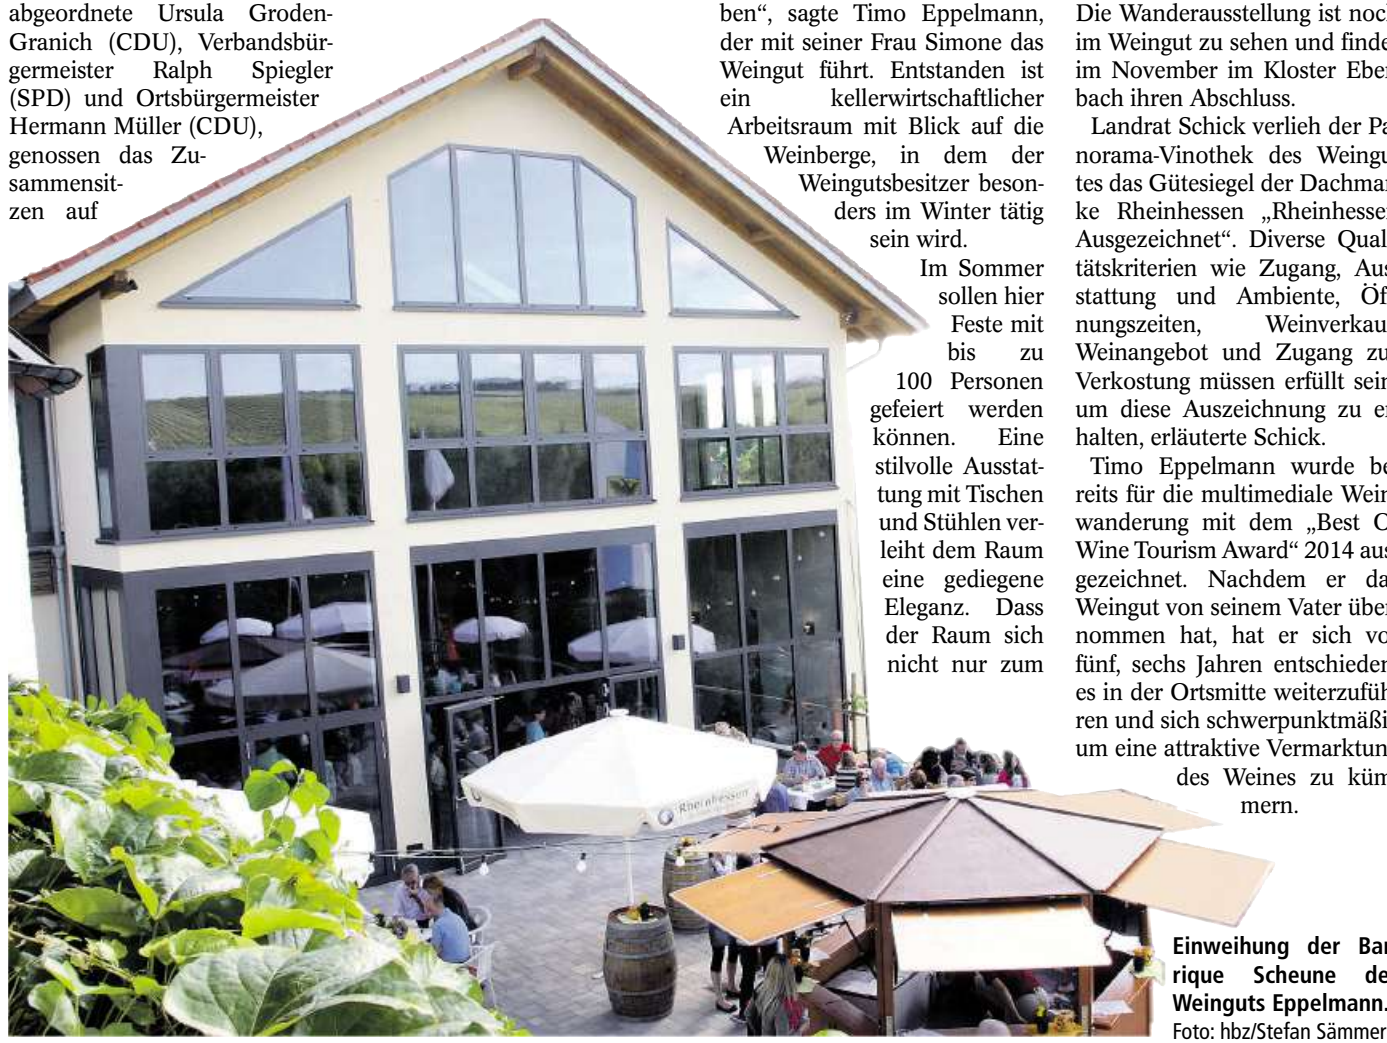 abgeordnete Ursula Groden-
Granich (CDU), Verbandsbür-
germeister Ralph Spiegler
(SPD) und Ortsbürgermeister
Hermann Müller (CDU),
genossen das Zu-
sammensit-
zen auf
ben“, sagte Timo Eppelmann,
der mit seiner Frau Simone das
Weingut führt. Entstanden ist
ein kellerwirtschaftlicher
Arbeitsraum mit Blick auf die
Weinberge, in dem der
Weingutsbesitzer beson-
ders im Winter tätig
sein wird.
Im Sommer
sollen hier
Feste mit
bis zu
100 Personen
gefeiert werden
können. Eine
stilvolle Ausstat-
tung mit Tischen
und Stühlen ver-
leiht dem Raum
eine gediegene
Eleganz. Dass
der Raum sich
nicht nur zum
Die Wanderausstellung ist noch
im Weingut zu sehen und finde
im November im Kloster Eber
bach ihren Abschluss.
Landrat Schick verlieh der Pa
norama-Vinothek des Weingu
tes das Gütesiegel der Dachmar
ke Rheinhessen „Rheinhessen
Ausgezeichnet“. Diverse Quali
tätskriterien wie Zugang, Aus
stattung und Ambiente, Öff
nungszeiten, Weinverkau
Weinangebot und Zugang zu
Verkostung müssen erfüllt sein
um diese Auszeichnung zu er
halten, erläuterte Schick.
Timo Eppelmann wurde be
reits für die multimediale Wein
wanderung mit dem „Best O
Wine Tourism Award“ 2014 aus
gezeichnet. Nachdem er da
Weingut von seinem Vater über
nommen hat, hat er sich vo
fünf, sechs Jahren entschieden
es in der Ortsmitte weiterzufüh
ren und sich schwerpunktmäßi
um eine attraktive Vermarktun
des Weines zu küm
mern.
Rheinhessen
Einweihung der Bar
rique Scheune de
Weinguts Eppelmann.
Foto: hbz/Stefan Sämmer